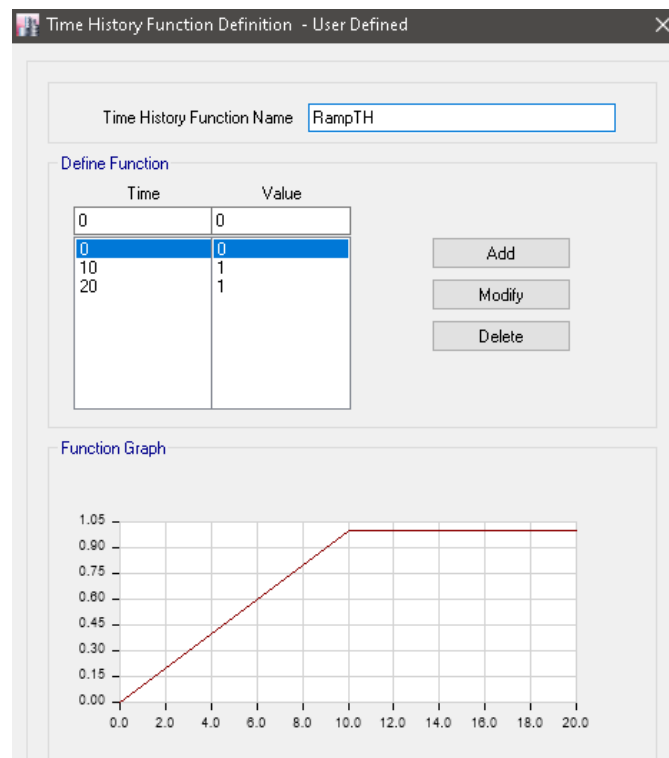 Time History Function Definition - User Defined
Time History Function Name RampTH
Define Function
Time Value
0 0
0 0
10 1
20 1
Add
Modify
Delete
Function Graph
1.05
0.90
0.75
0.60
0.45
0.30
0.15
0.00
0.0 2.0 4.0 6.0 8.0 10.0 12.0 14.0 16.0 18.0 20.0